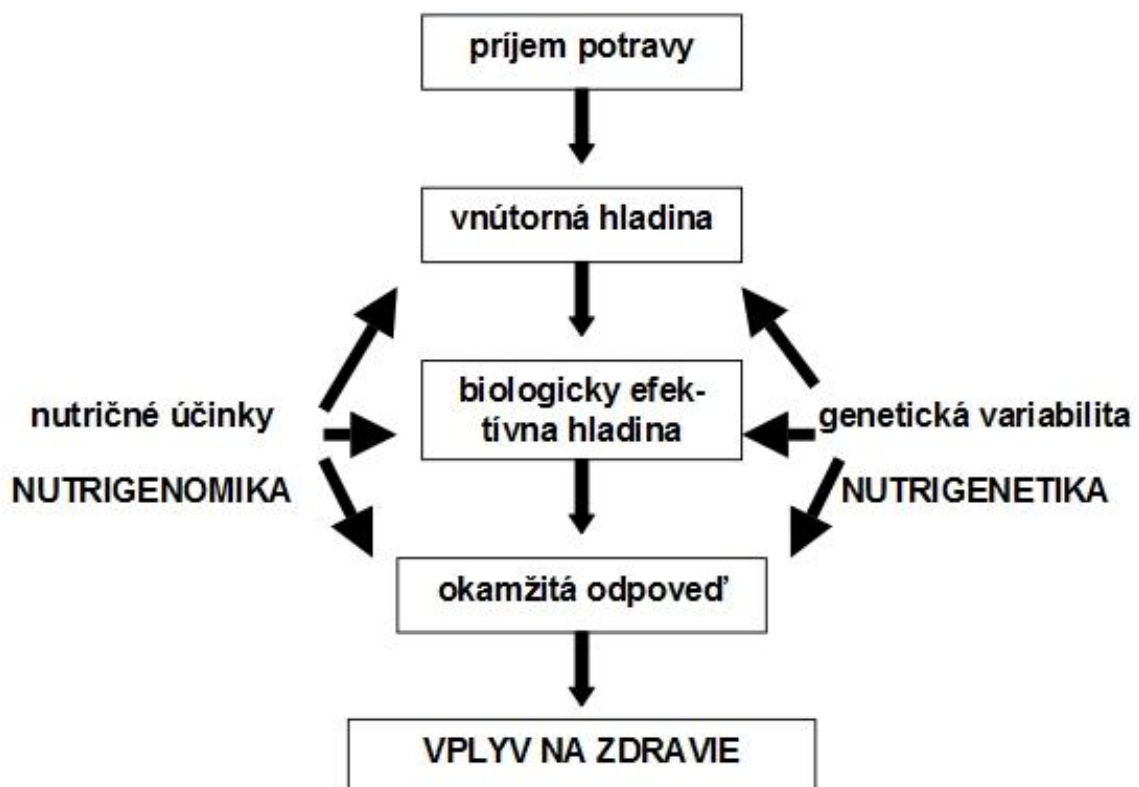 príjem potravy
vnútorná hladina
biologicky efek-
tívna hladina
nutričné účinky
NUTRIGENOMIKA
genetická variabilita
NUTRIGENETIKA
okamžitá odpoveď
VPLYV NA ZDRAVIE